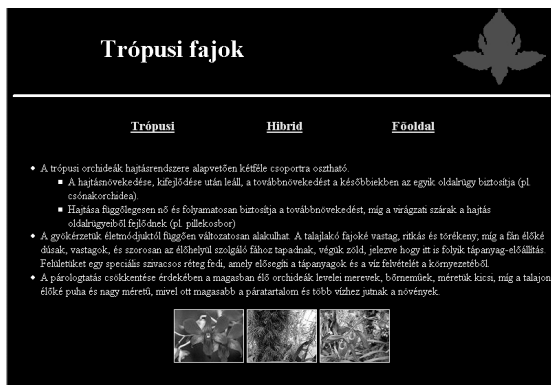 Trópusi fajok
Trópusi Hibrid Főoldal
A trópusi orchideák hajtásrendszere alapvetően kétféle csoportra osztható.
A hajtásnövekedése, kifejlődése után leáll, a továbbnövekedést a későbbiekben az egyik oldalrügy biztosítja (pl.
csónakorchidea).
Hajtása függőlegesen nő és folyamatosan biztosítja a továbbnövekedést, míg a virágzati szárak a hajtás
oldalrügyeiből fejlődnek (pl. pillekosbor)
A gyökérzetük életmódjuktól függően változatosan alakulhat. A talajlakó fajoké vastag, ritkás és törékeny; míg a fán élőké
dúsak, vastagok, és szorosan az élőhelyül szolgáló fához tapadnak, végük zöld, jelezve hogy itt is folyik tápanyag-előállítás.
Felületüket egy speciális szivacsos réteg fedi, amely elősegíti a tápanyagok és a víz felvételét a környezetéből.
A párologtatás csökkentése érdekében a magasban élő orchideák levelei merevek, bőrneműek, méretük kicsi, míg a talajon
élőké puha és nagy méretű, mivel ott magasabb a páratartalom és több vízhez jutnak a növények.